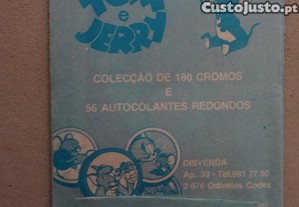 CustoJusto.pt
TOM
e
JERRY
COLECÇÃO DE 180 CROMOS
E
56 AUTOCOLANTES REDONDOS
DISVENDA
Ap. 33 - Tel. 981 77 90
2 676 Odivelas Codex